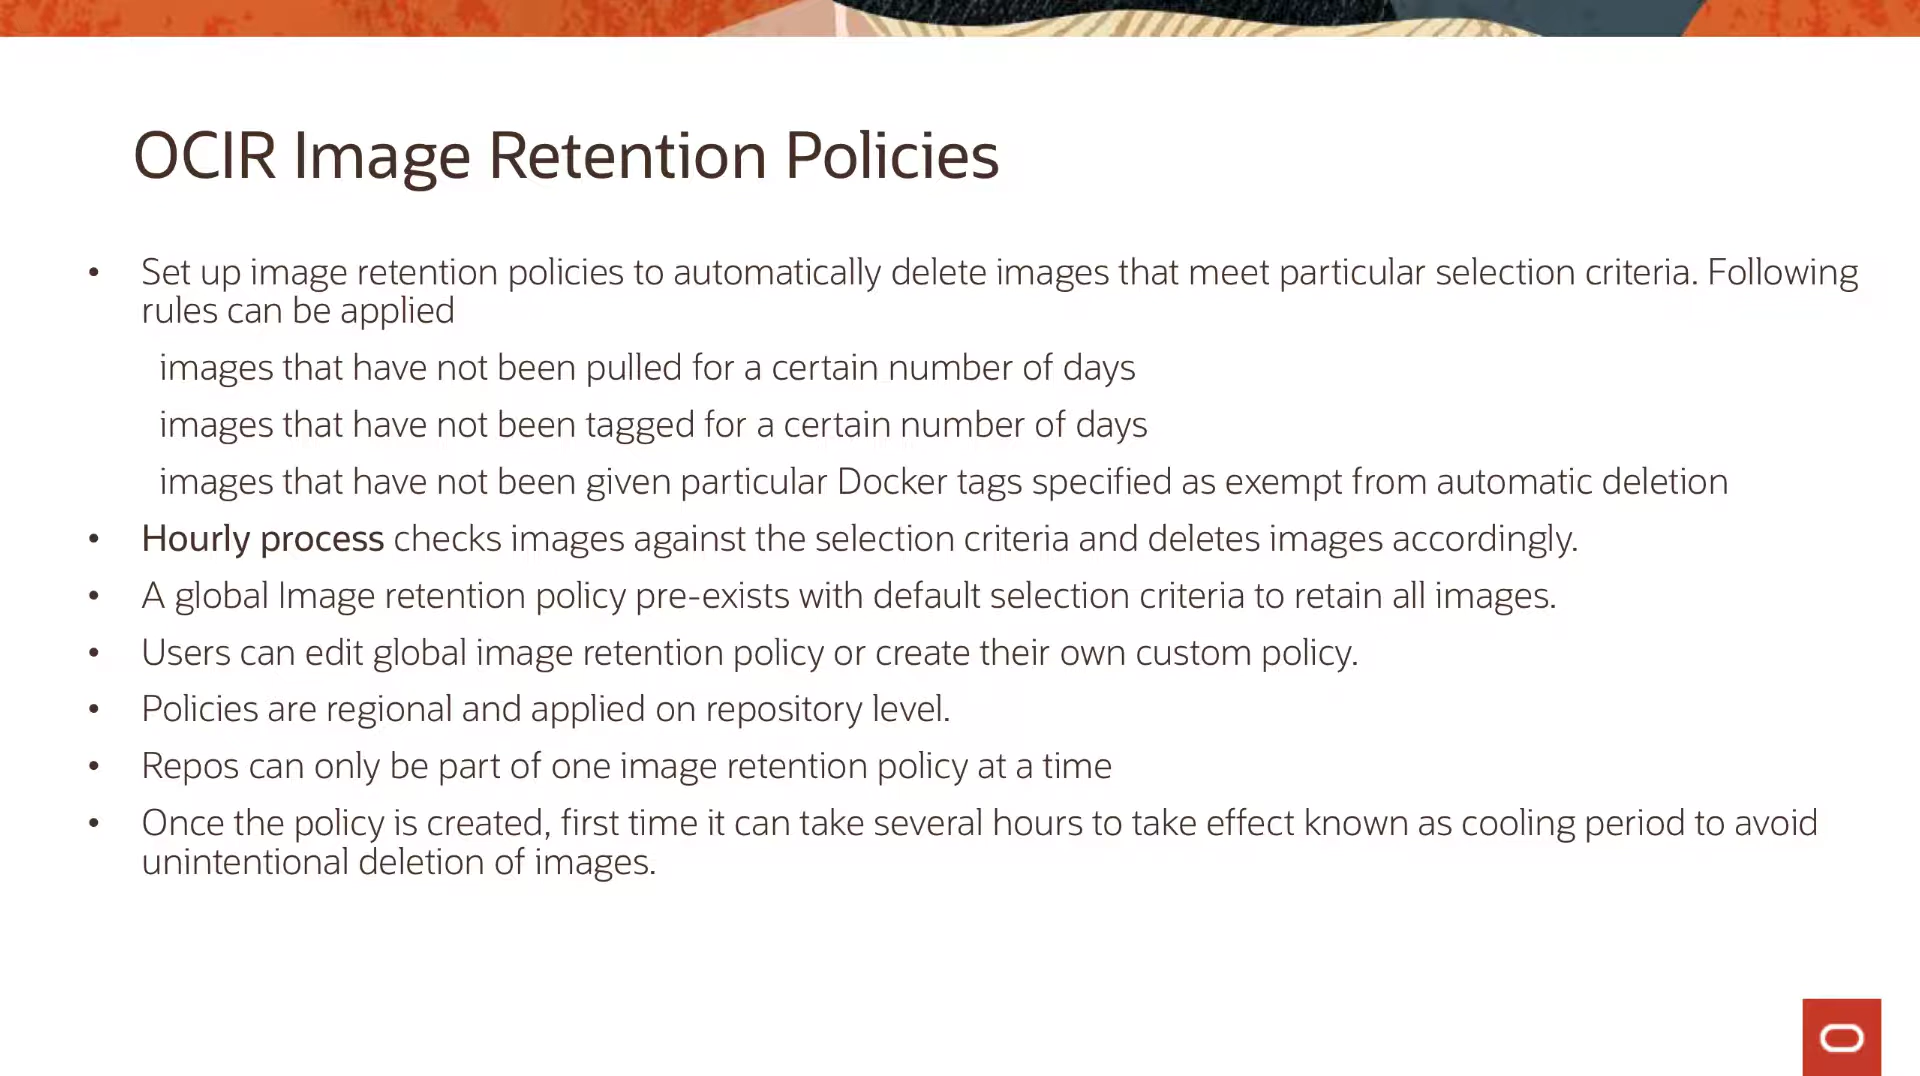 OCIR Image Retention Policies
• Set up image retention policies to automatically delete images that meet particular selection criteria. Following
rules can be applied
images that have not been pulled for a certain number of days
images that have not been tagged for a certain number of days
images that have not been given particular Docker tags specified as exempt from automatic deletion
• Hourly process checks images against the selection criteria and deletes images accordingly.
• A global Image retention policy pre-exists with default selection criteria to retain all images.
• Users can edit global image retention policy or create their own custom policy.
• Policies are regional and applied on repository level.
• Repos can only be part of one image retention policy at a time
• Once the policy is created, first time it can take several hours to take effect known as cooling period to avoid
unintentional deletion of images.